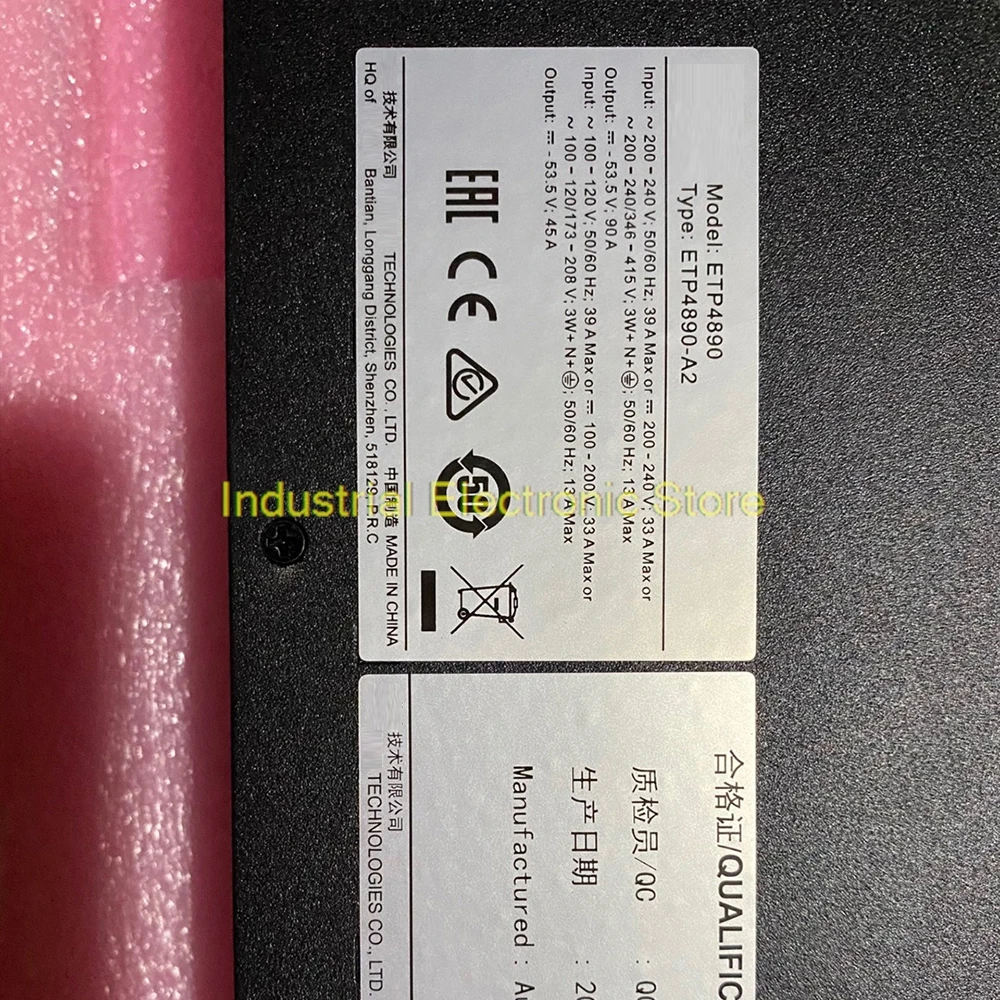 Model: ETP4890
Type: ETP4890-A2
Input: ~ 200 - 240 V; 50/60 Hz; 39 A Max or ⎓ 200 - 240 V; 33 A Max or
~ 200 - 240/346 - 415 V; 3W+ N+⏚; 50/60 Hz; 13 A Max
Output: ⎓ - 53.5 V; 90 A
Input: ~ 100 - 120 V; 50/60 Hz; 39 A Max or ⎓ 100 - 200 V; 33 A Max or
~ 100 - 120/173 - 208 V; 3W+ N+⏚; 50/60 Hz; 13 A Max
Output: ⎓ - 53.5 V; 45 A
EAC CE 50
技术有限公司 TECHNOLOGIES CO., LTD. 中国制造 MADE IN CHINA
HQ of Bantian, Longgang District, Shenzhen, 518129, P.R.C
合格证/QUALIFIC
质检员/QC : QC
生产日期 : 20
Manufactured : Au
技术有限公司
TECHNOLOGIES CO., LTD.
Industrial Electronic Store